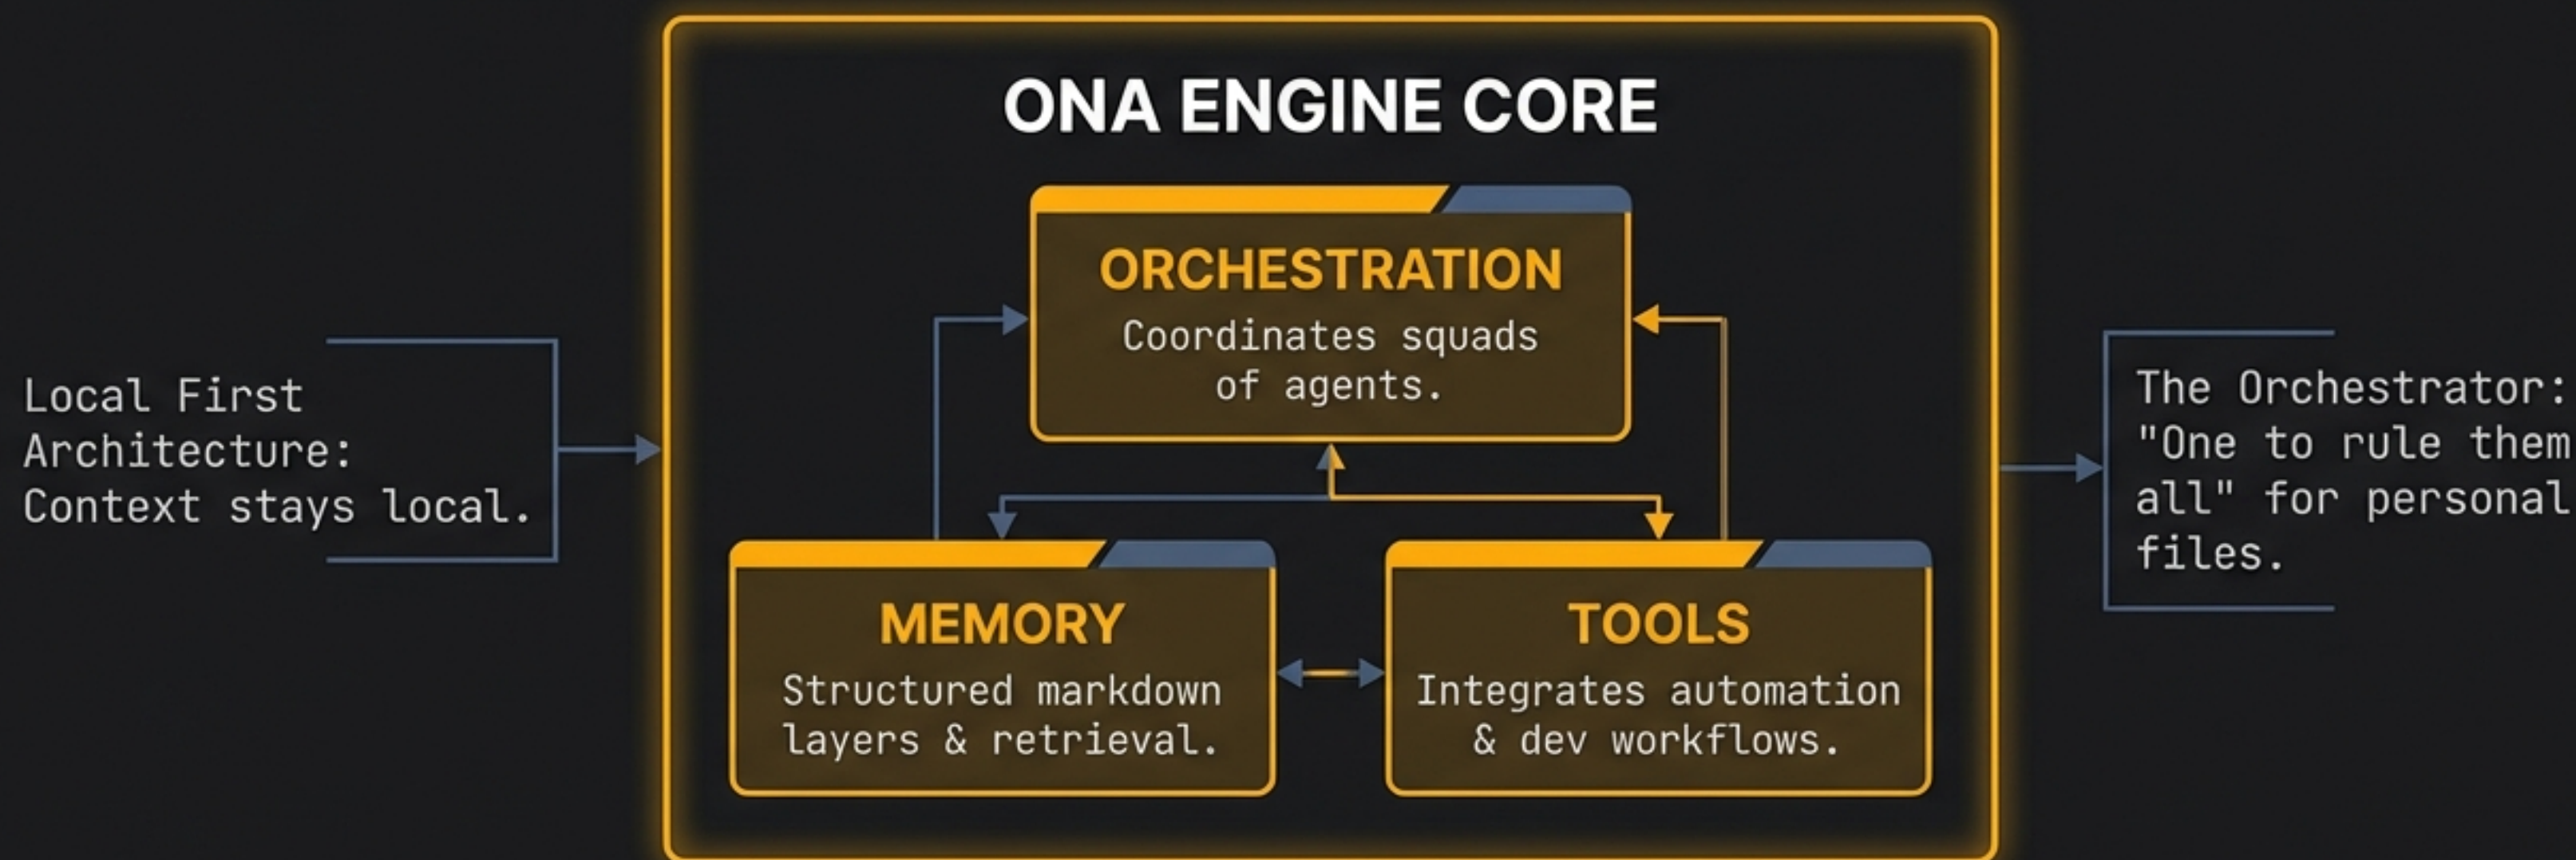 ONA ENGINE CORE
ORCHESTRATION
Coordinates squads
of agents.
Local First
Architecture:
Context stays local.
The Orchestrator:
"One to rule them
all" for personal
files.
MEMORY
Structured markdown
layers & retrieval.
TOOLS
Integrates automation
& dev workflows.